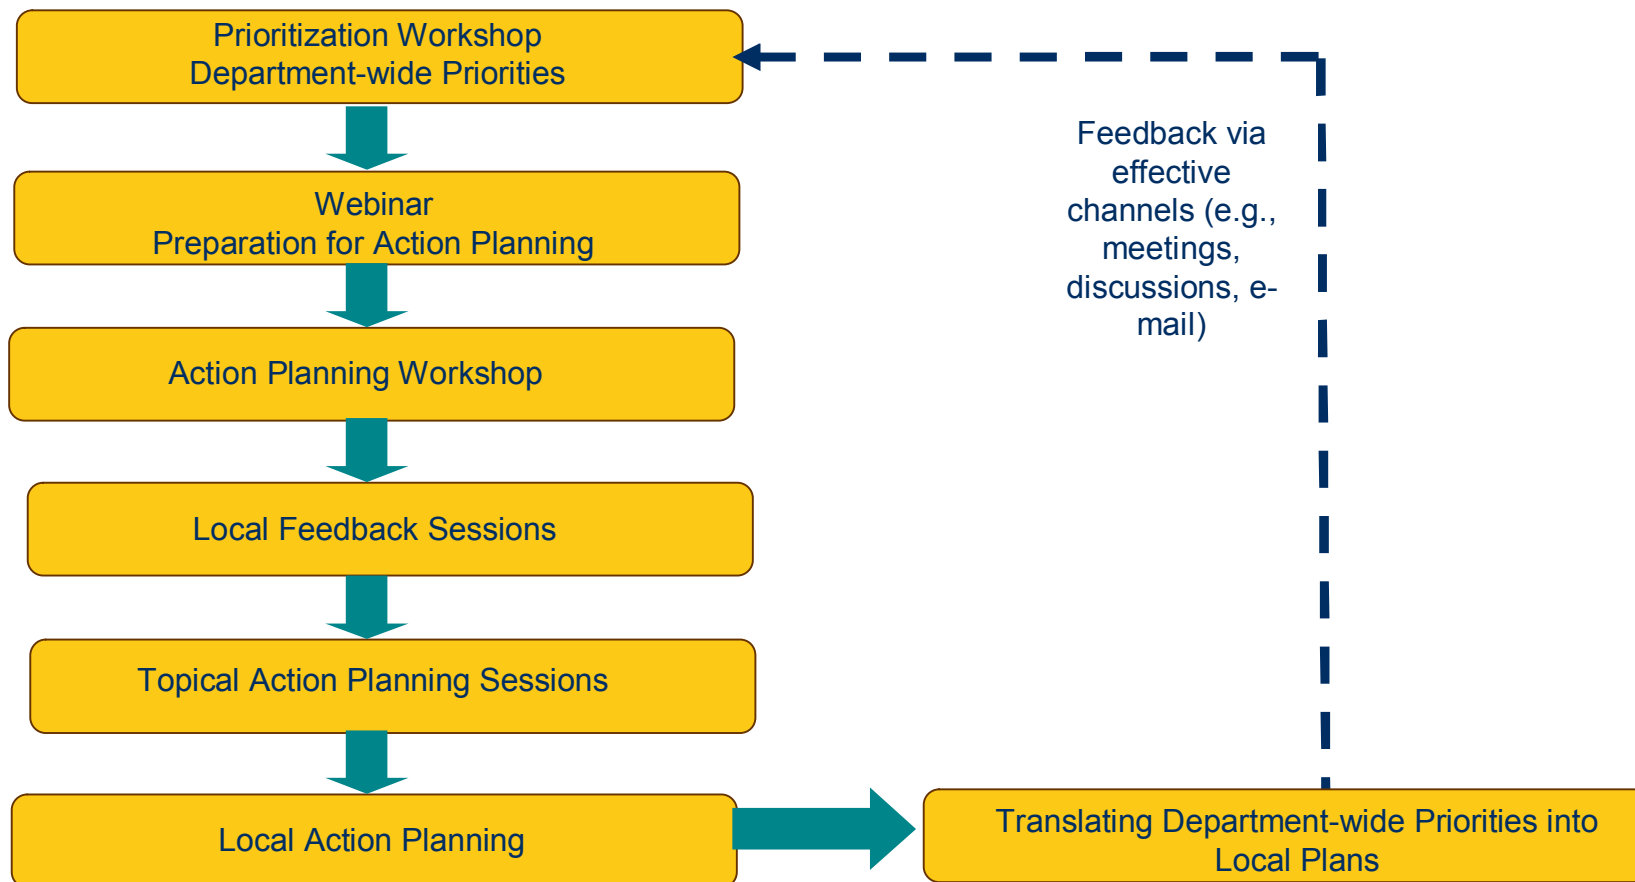 Prioritization Workshop
Department-wide Priorities
Feedback via
effective
channels (e.g.,
meetings,
discussions, e-
mail)
Webinar
Preparation for Action Planning
Action Planning Workshop
Local Feedback Sessions
Topical Action Planning Sessions
Local Action Planning
Translating Department-wide Priorities into
Local Plans